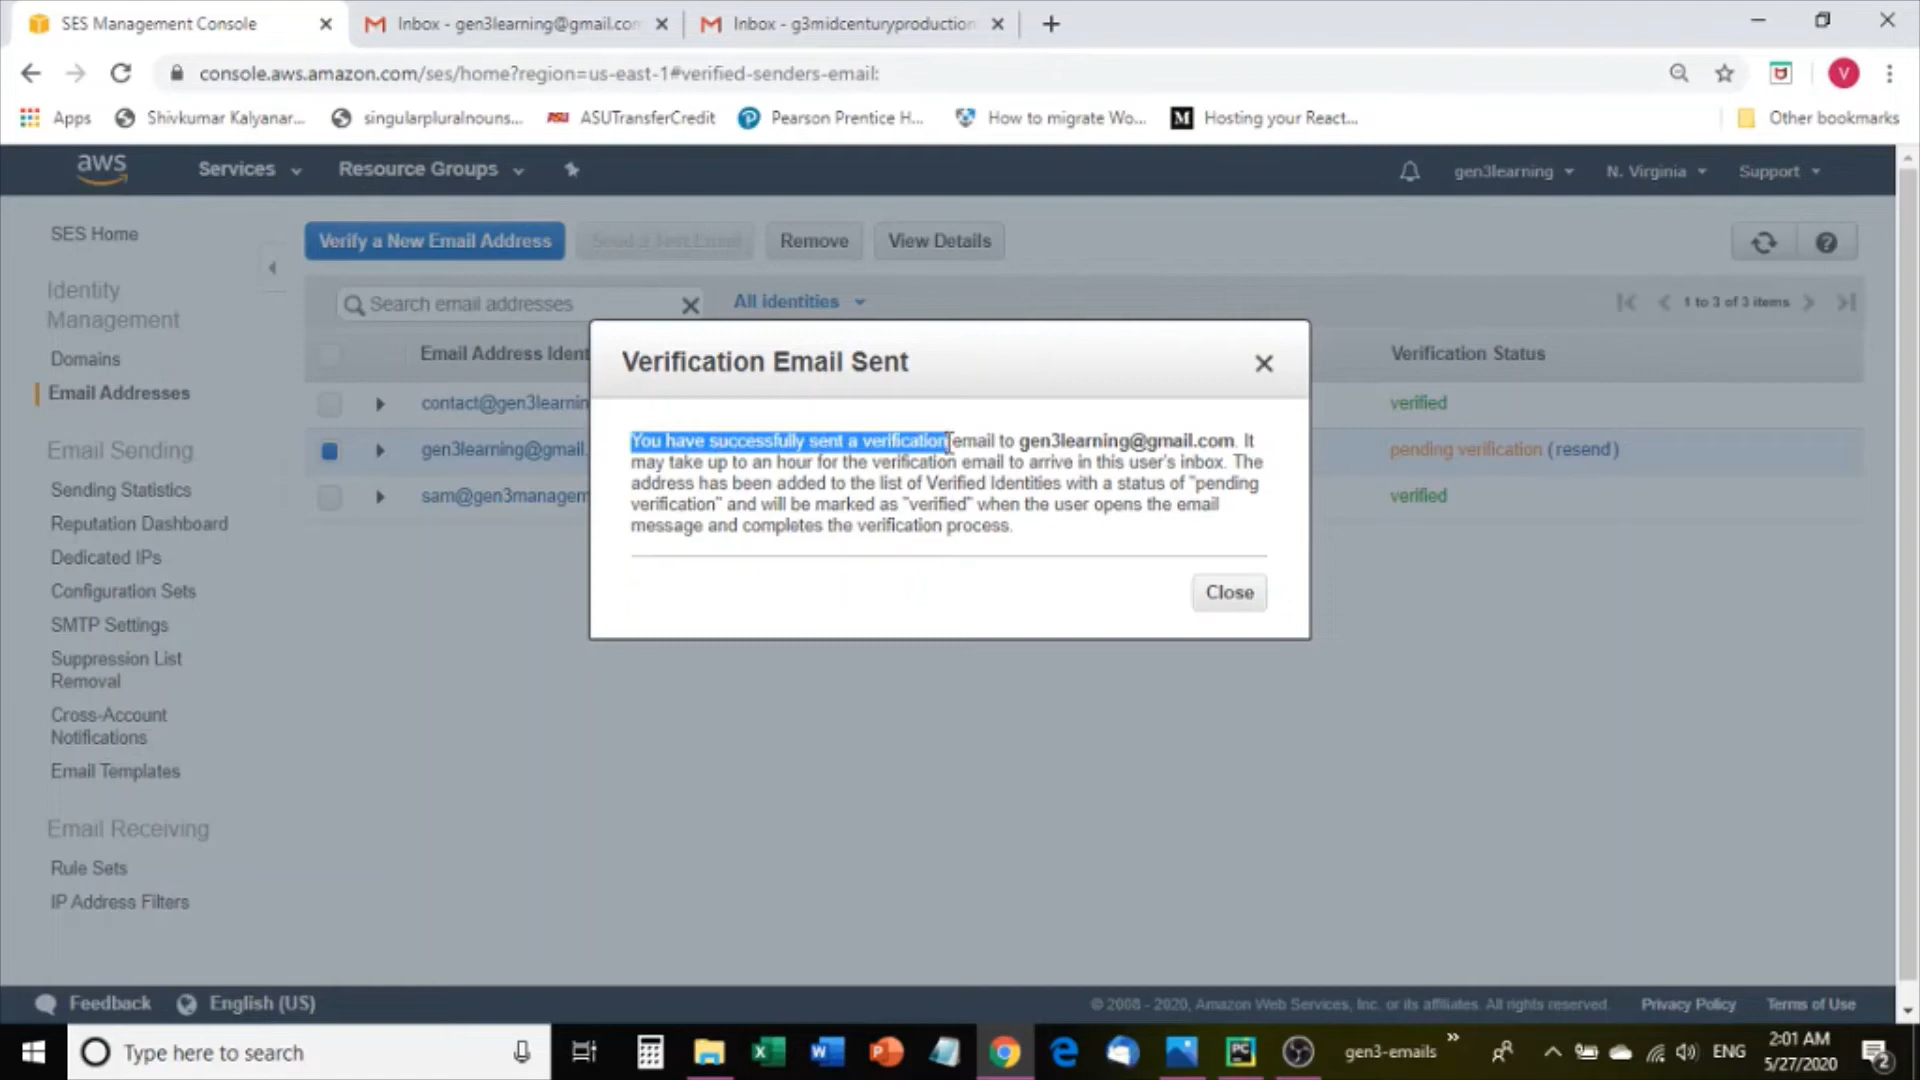 SES Management Console
Inbox - gen3learning@gmail.con
Inbox - g3midcenturyproduction
console.aws.amazon.com/ses/home?region=us-east-1#verified-senders-email:
V
Apps
Shivkumar Kalyanar...
singularpluralnouns...
ASU
ASUTransferCredit
Pearson Prentice H...
How to migrate Wo...
M
Hosting your React...
Other bookmarks
aws
Services
Resource Groups
gen3learning
N. Virginia
Support
SES Home
Verify a New Email Address
Send a Test Email
Remove
View Details
Identity
Management
Domains
Email Addresses
Email Sending
Sending Statistics
Reputation Dashboard
Dedicated IPs
Configuration Sets
SMTP Settings
Suppression List
Removal
Cross-Account
Notifications
Email Templates
Email Receiving
Rule Sets
IP Address Filters
Search email addresses
All identities
1 to 3 of 3 items
Email Address Ident
Verification Status
contact@gen3learnin
verified
gen3learning@gmail.
pending verification (resend)
sam@gen3managem
verified
Verification Email Sent
You have successfully sent a verification email to gen3learning@gmail.com. It
may take up to an hour for the verification email to arrive in this user's inbox. The
address has been added to the list of Verified Identities with a status of "pending
verification" and will be marked as "verified" when the user opens the email
message and completes the verification process.
Close
Feedback
English (US)
© 2008 - 2020, Amazon Web Services, Inc. or its affiliates. All rights reserved.
Privacy Policy
Terms of Use
Type here to search
gen3-emails
ENG
2:01 AM
5/27/2020
2